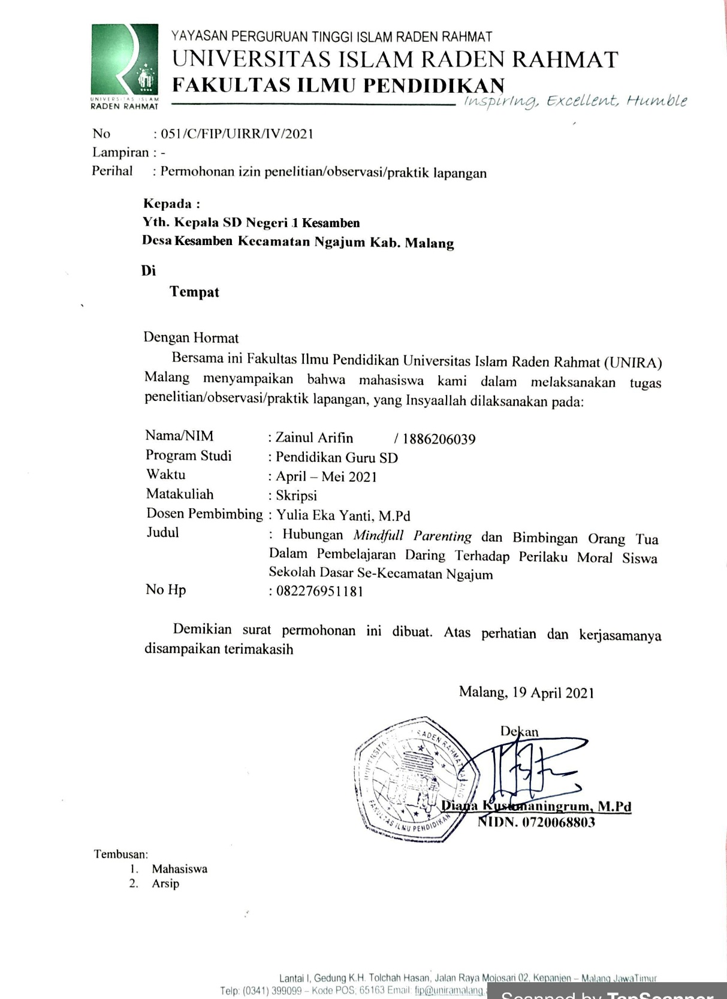 YAYASAN PERGURUAN TINGGI ISLAM RADEN RAHMAT
UNIVERSITAS ISLAM RADEN RAHMAT
FAKULTAS ILMU PENDIDIKAN
Inspiring, Excellent, Humble
UNIVERSITAS ISLAM
RADEN RAHMAT
No : 051/C/FIP/UIRR/IV/2021
Lampiran : -
Perihal : Permohonan izin penelitian/observasi/praktik lapangan
Kepada :
Yth. Kepala SD Negeri 1 Kesamben
Desa Kesamben Kecamatan Ngajum Kab. Malang
Di
Tempat
Dengan Hormat
Bersama ini Fakultas Ilmu Pendidikan Universitas Islam Raden Rahmat (UNIRA)
Malang menyampaikan bahwa mahasiswa kami dalam melaksanakan tugas
penelitian/observasi/praktik lapangan, yang Insyaallah dilaksanakan pada:
Nama/NIM : Zainul Arifin / 1886206039
Program Studi : Pendidikan Guru SD
Waktu : April – Mei 2021
Matakuliah : Skripsi
Dosen Pembimbing : Yulia Eka Yanti, M.Pd
Judul : Hubungan Mindfull Parenting dan Bimbingan Orang Tua
Dalam Pembelajaran Daring Terhadap Perilaku Moral Siswa
Sekolah Dasar Se-Kecamatan Ngajum
No Hp : 082276951181
Demikian surat permohonan ini dibuat. Atas perhatian dan kerjasamanya
disampaikan terimakasih
Malang, 19 April 2021
Dekan
RADEN RAHMAT MALANG
FAKULTAS ILMU PENDIDIKAN
Diana Kusumaningrum, M.Pd
NIDN. 0720068803
Tembusan:
1. Mahasiswa
2. Arsip
Lantai I, Gedung K.H. Tolchah Hasan, Jalan Raya Mojosari 02, Kepanjen – Malang JawaTimur
Telp: (0341) 399099 – Kode POS; 65163 Email: fip@uniramalang.
Scanned by TapScanner